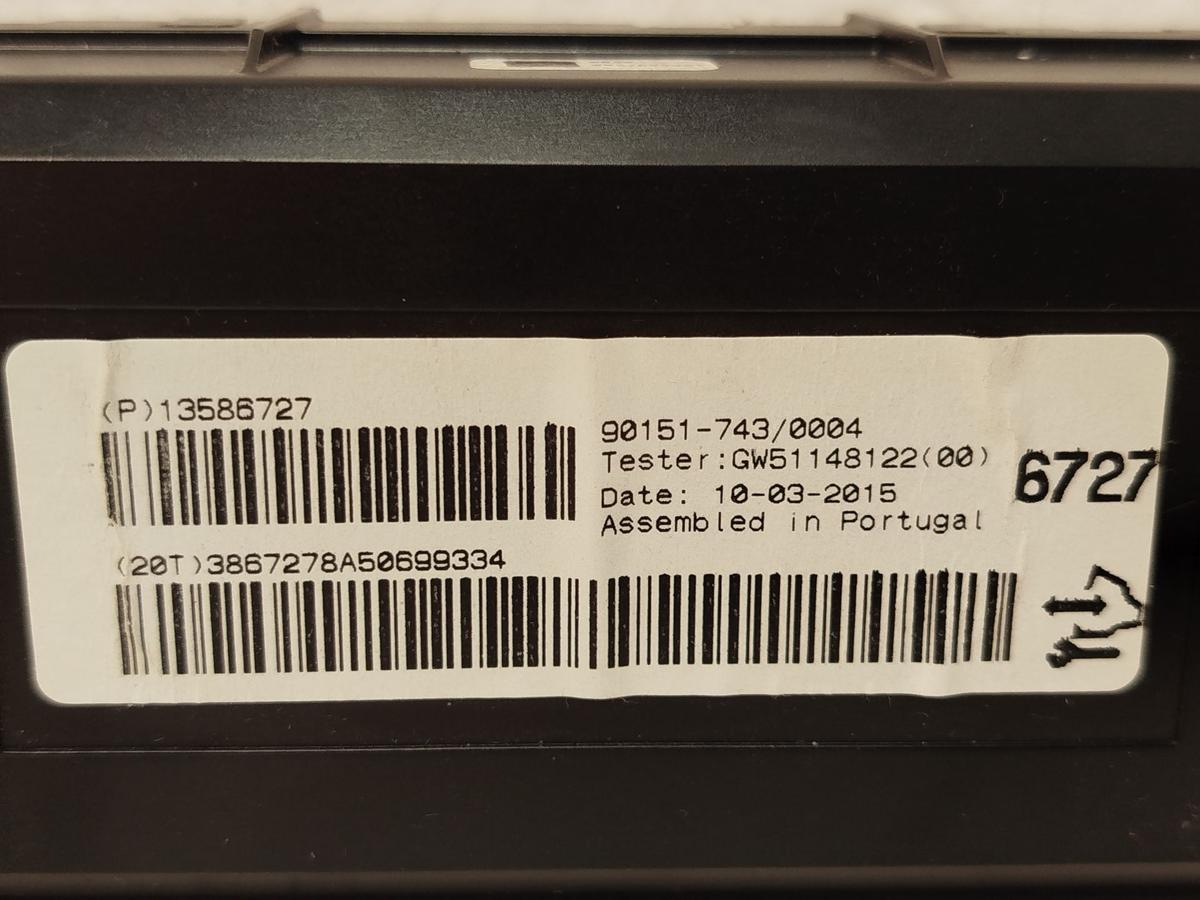 (P)13586727
90151-743/0004
Tester:GW51148122(00)
Date: 10-03-2015
Assembled in Portugal
6727
(20T)3867278A50699334